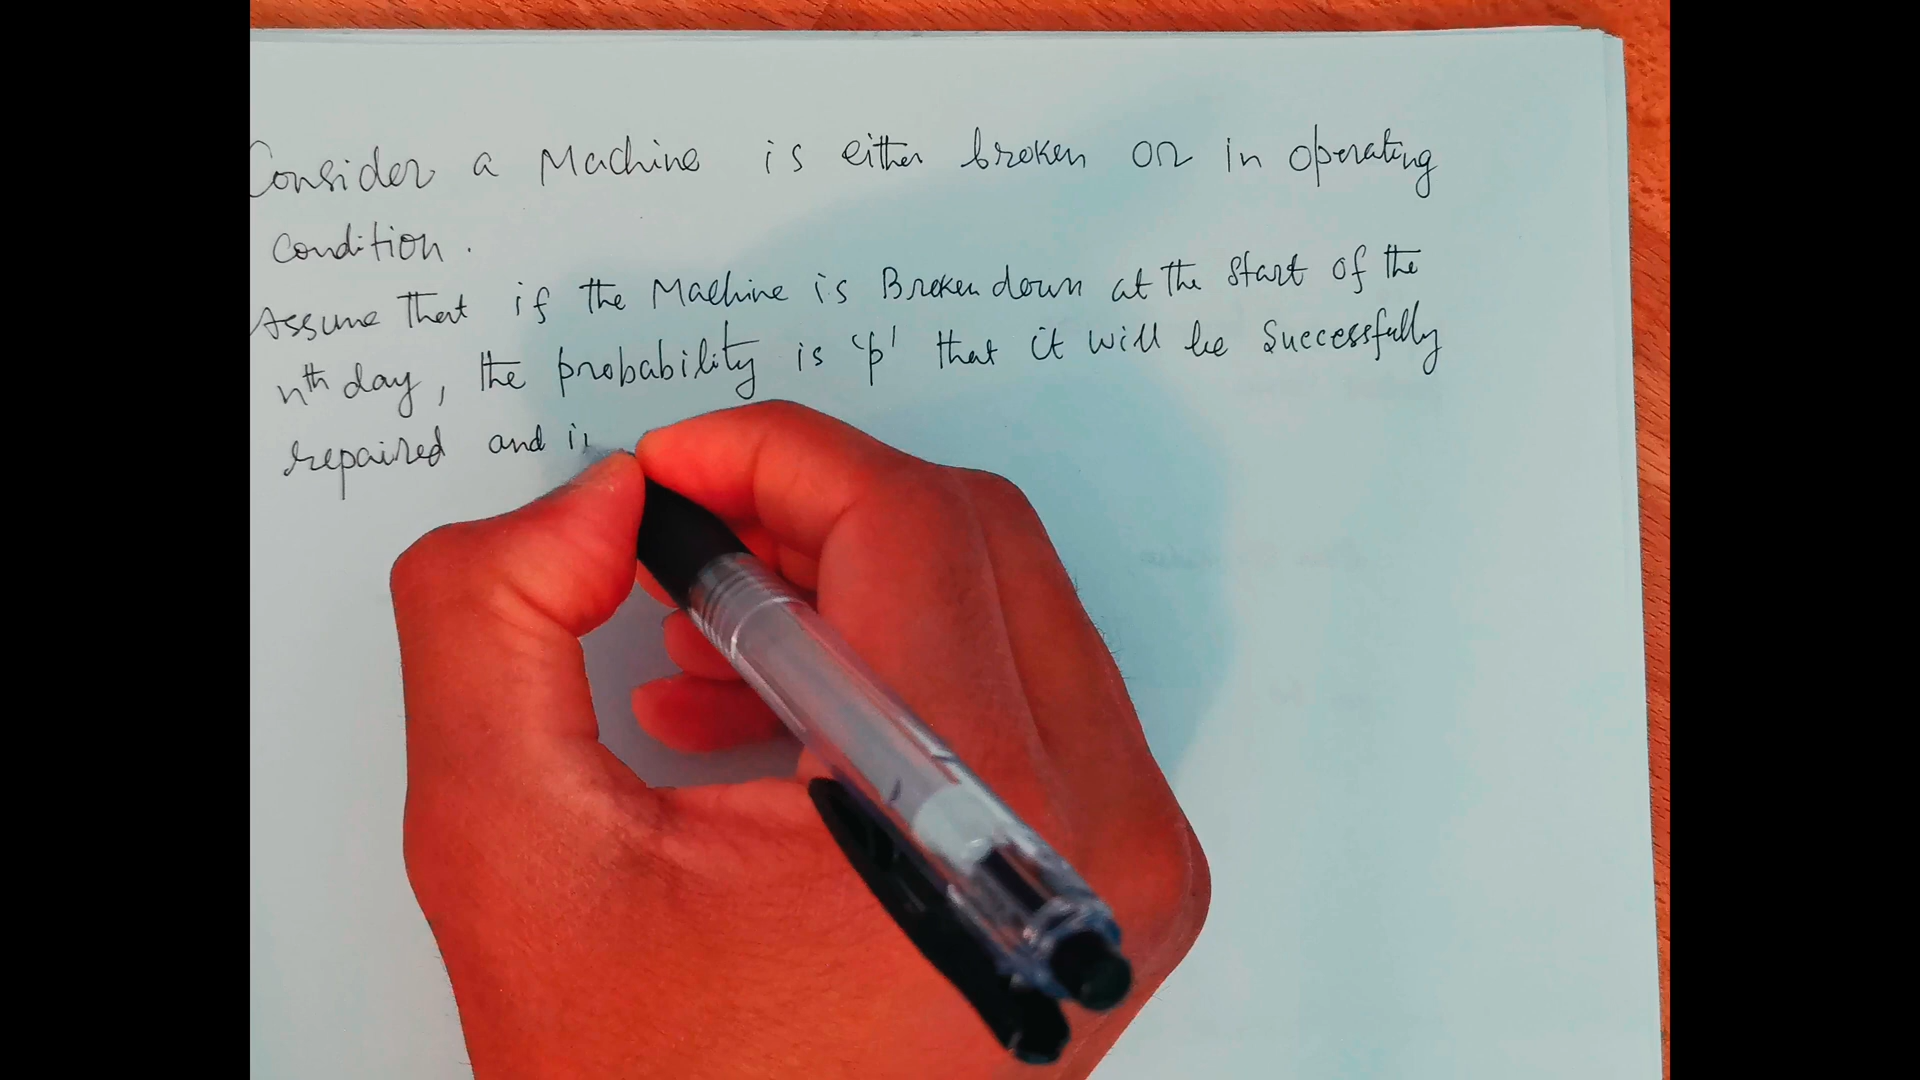 Consider a Machine is either broken or in operating
Condition.
Assume that if the Machine is Broken down at the start of the
nth day, the probability is 'p' that it will be Successfully
repaired and